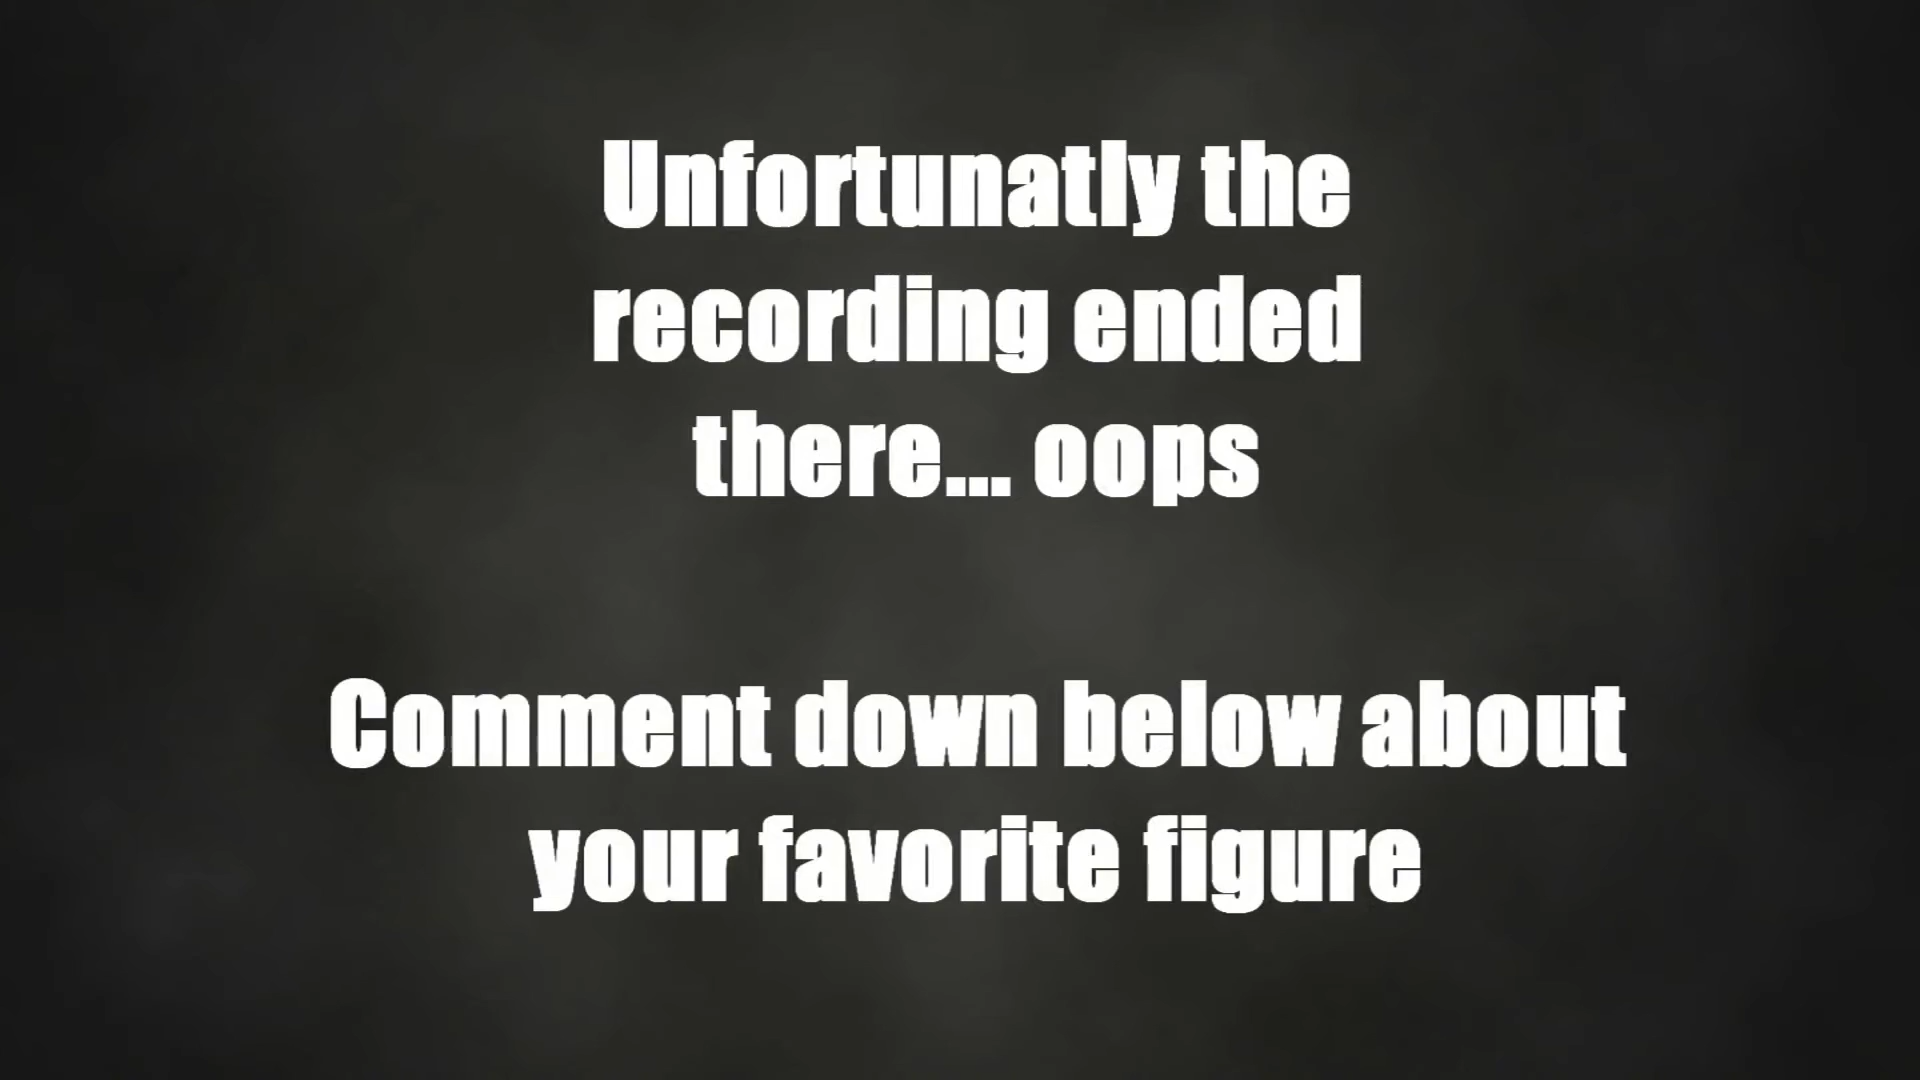 Unfortunatly the
recording ended
there... oops
Comment down below about
your favorite figure